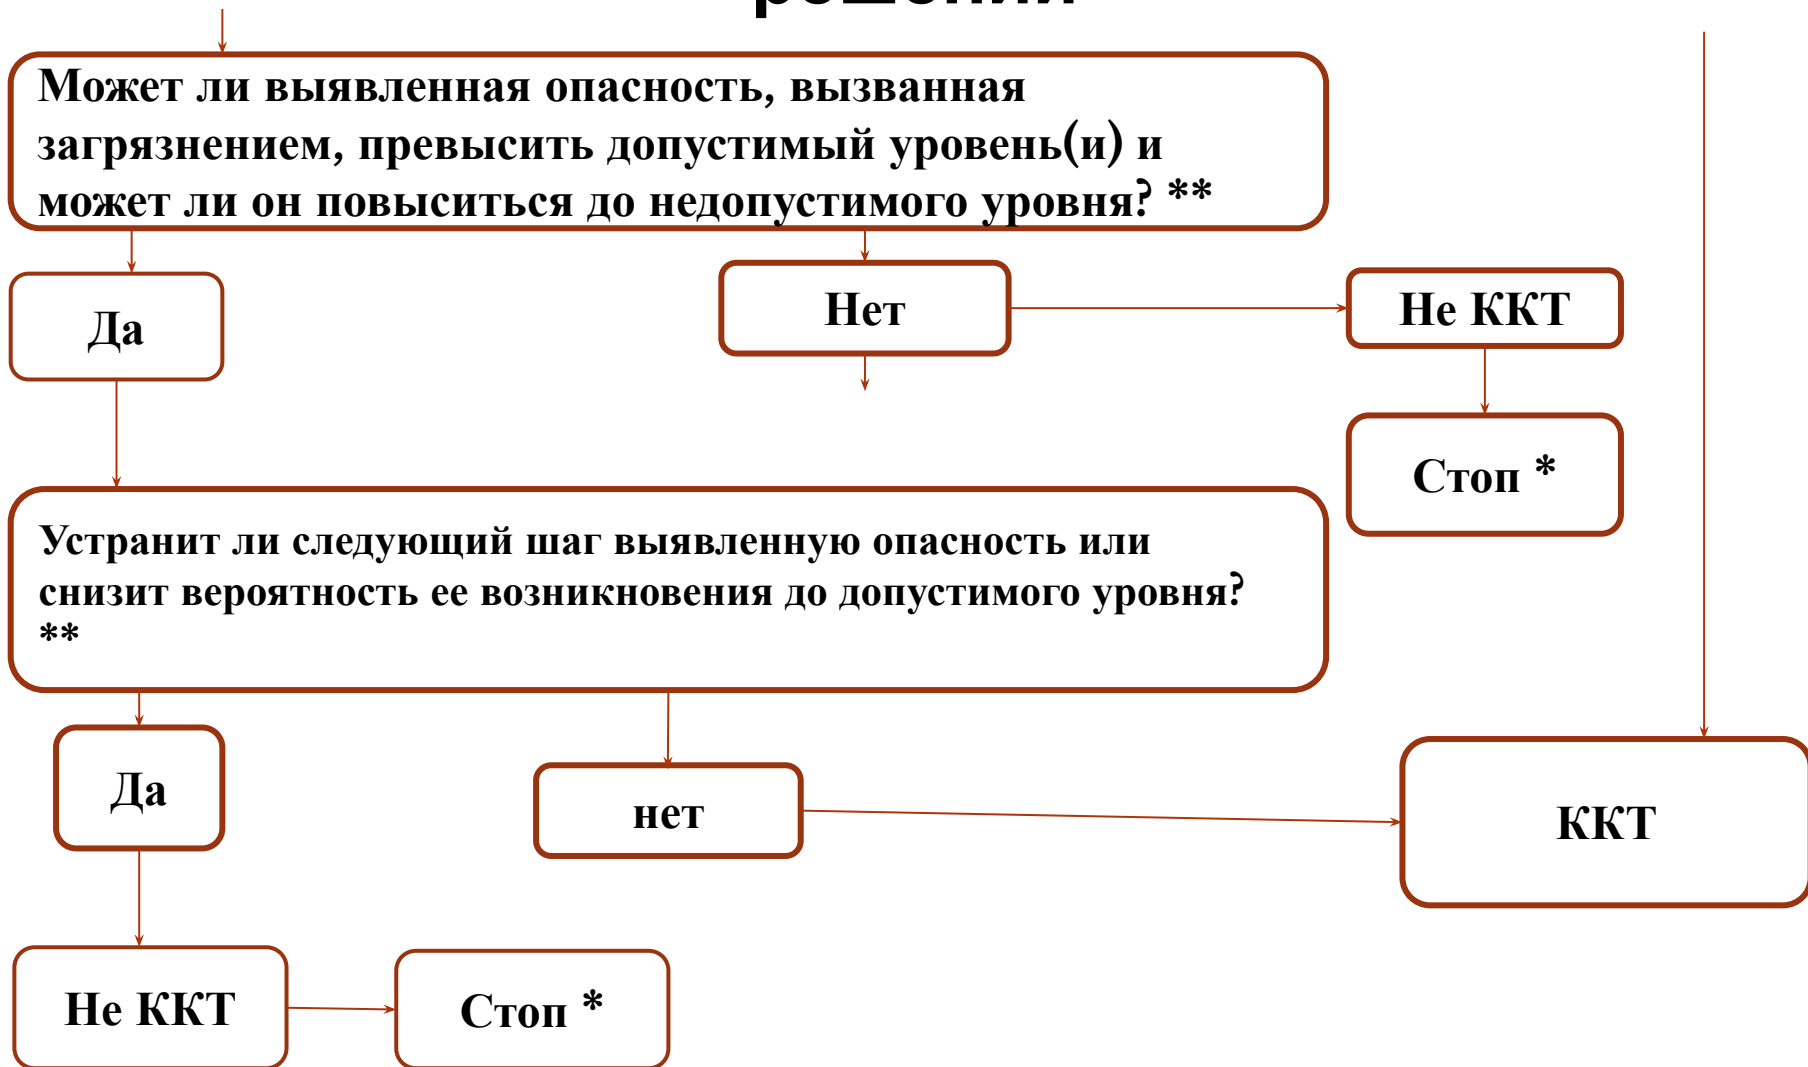 решений
Может ли выявленная опасность, вызванная
загрязнением, превысить допустимый уровень(и) и
может ли он повыситься до недопустимого уровня? **
Да
Нет
Не ККТ
Стоп *
Устранит ли следующий шаг выявленную опасность или
снизит вероятность ее возникновения до допустимого уровня?
**
Да
нет
ККТ
Не ККТ
Стоп *